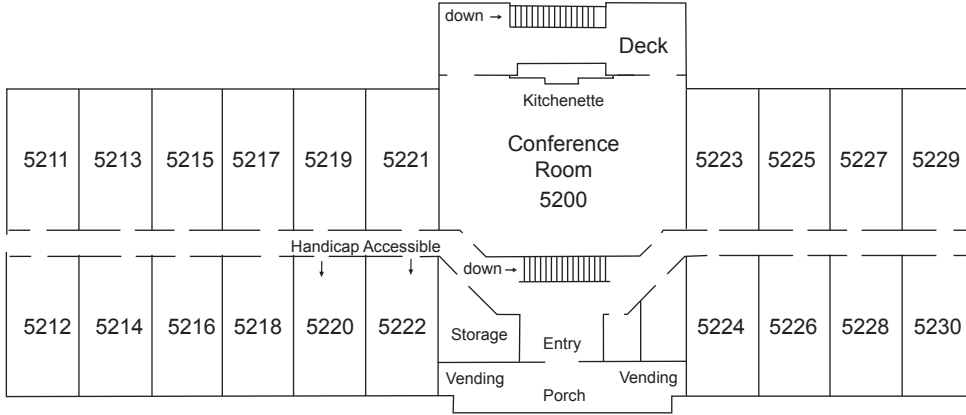 down →
Deck
Kitchenette
Conference
Room
5200
5211 5213 5215 5217 5219 5221
5223 5225 5227 5229
Handicap Accessible
down →
5212 5214 5216 5218 5220 5222
Storage
Entry
5224 5226 5228 5230
Vending
Vending
Porch